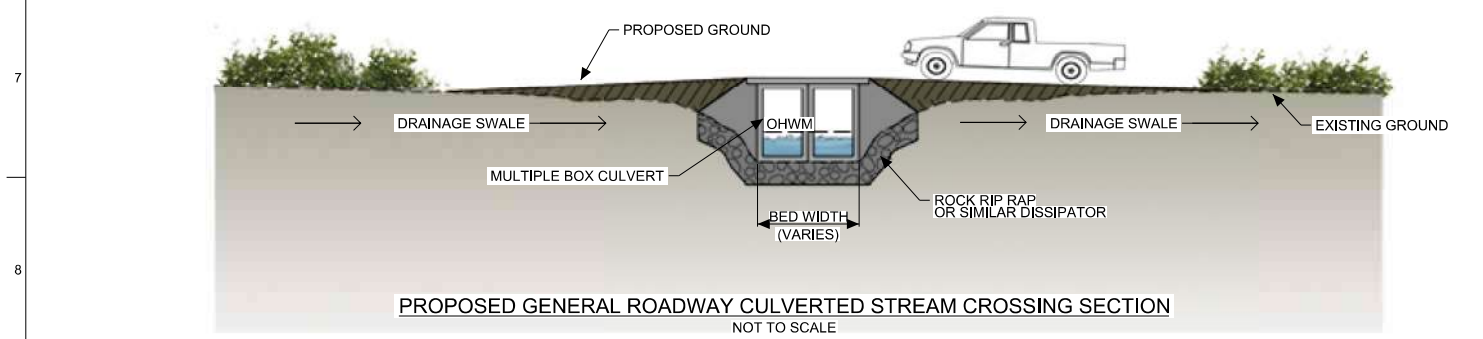 PROPOSED GROUND
7
OHWM
DRAINAGE SWALE
DRAINAGE SWALE
EXISTING GROUND
MULTIPLE BOX CULVERT
ROCK RIP RAP
OR SIMILAR DISSIPATOR
BED WIDTH
(VARIES)
8
PROPOSED GENERAL ROADWAY CULVERTED STREAM CROSSING SECTION
NOT TO SCALE